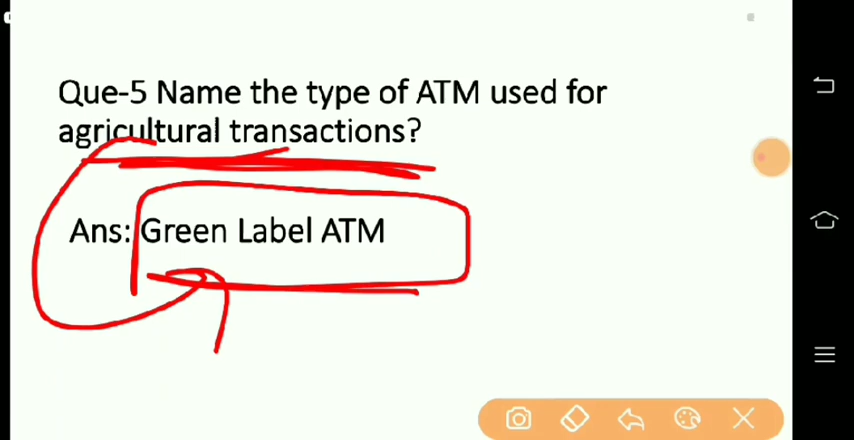 Que-5 Name the type of ATM used for
agricultural transactions?
Ans: Green Label ATM